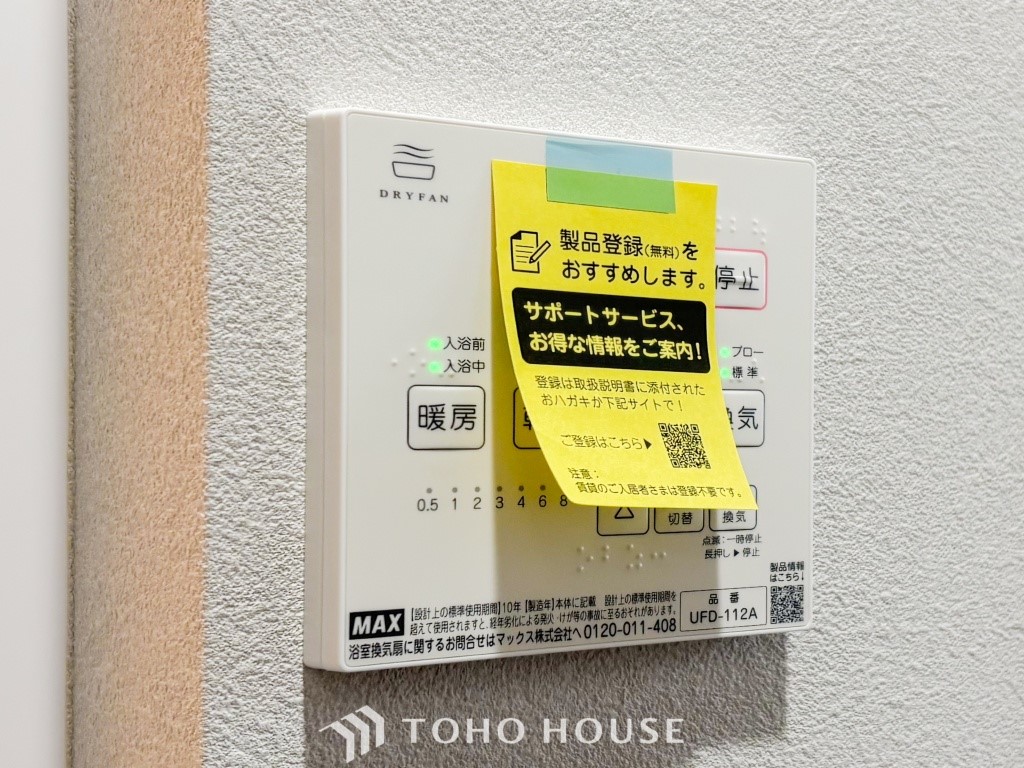 DRYFAN
製品登録(無料)を
おすすめします。
サポートサービス、
お得な情報をご案内!
登録は取扱説明書に添付された
おハガキか下記サイトで!
ご登録はこちら▶
注意:
賃貸のご入居者さまは登録不要です。
停止
入浴前
入浴中
ブロー
標準
暖房
換気
0.5 1 2 3 4 6 8
△
切替
換気
点滅:一時停止
長押し▶停止
製品情報
はこちら↓
MAX
【設計上の標準使用期間】10年【製造年】本体に記載 設計上の標準使用期間を
超えて使用されますと、経年劣化による発火・けが等の事故に至るおそれがあります。
浴室換気扇に関するお問合せはマックス株式会社へ 0120-011-408
品番
UFD-112A
TOHO HOUSE